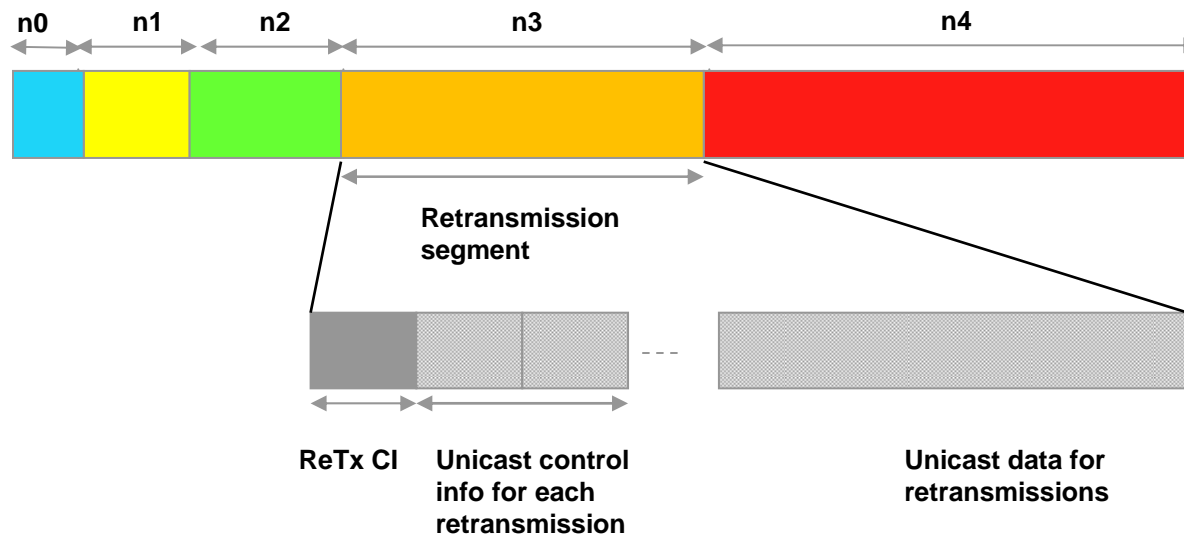 n0 n1 n2 n3 n4
Retransmission
segment
ReTx CI
Unicast control
info for each
retransmission
Unicast data for
retransmissions